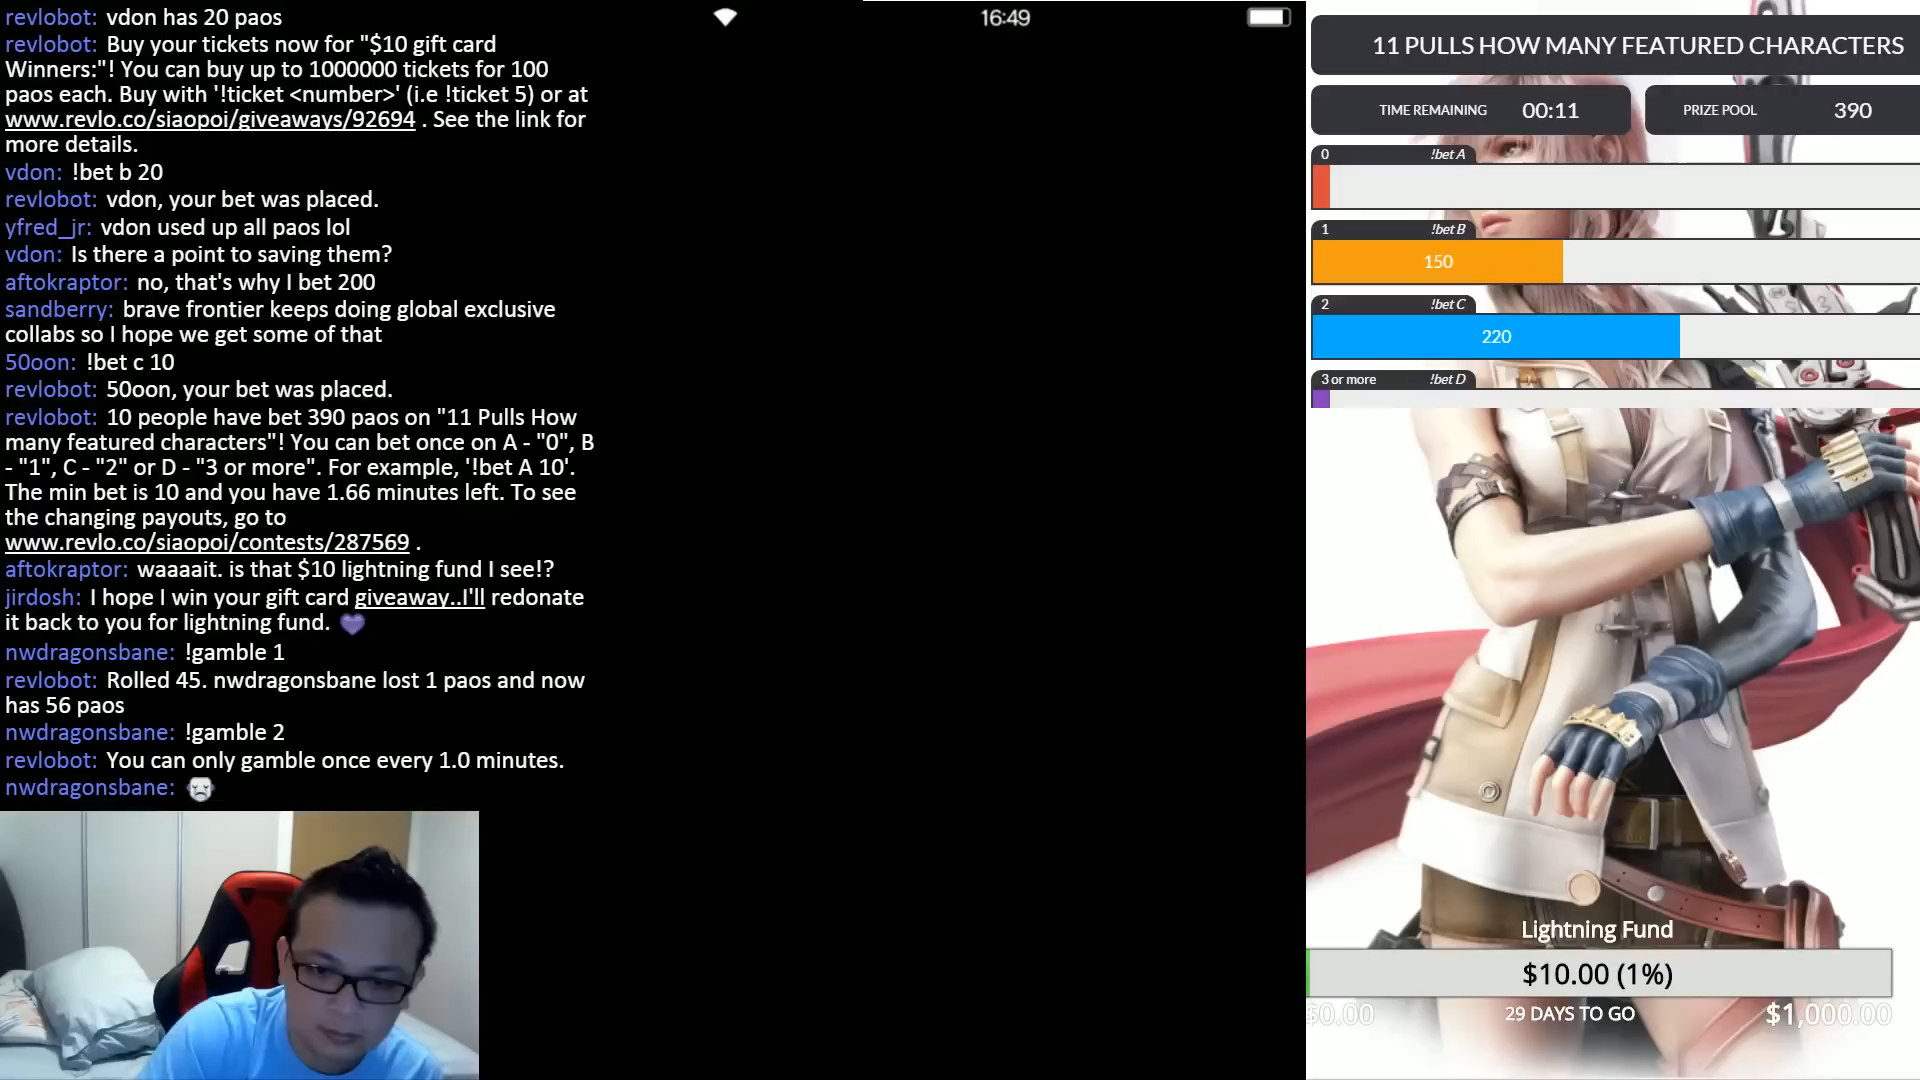 revlobot: vdon has 20 paos
revlobot: Buy your tickets now for "$10 gift card
Winners:"! You can buy up to 1000000 tickets for 100
paos each. Buy with '!ticket <number>' (i.e !ticket 5) or at
www.revlo.co/siaopoi/giveaways/92694 . See the link for
more details.
vdon: !bet b 20
revlobot: vdon, your bet was placed.
yfred_jr: vdon used up all paos lol
vdon: Is there a point to saving them?
aftokraptor: no, that's why I bet 200
sandberry: brave frontier keeps doing global exclusive
collabs so I hope we get some of that
50oon: !bet c 10
revlobot: 50oon, your bet was placed.
revlobot: 10 people have bet 390 paos on "11 Pulls How
many featured characters"! You can bet once on A - "0", B
- "1", C - "2" or D - "3 or more". For example, '!bet A 10'.
The min bet is 10 and you have 1.66 minutes left. To see
the changing payouts, go to
www.revlo.co/siaopoi/contests/287569 .
aftokraptor: waaaait. is that $10 lightning fund I see!?
jirdosh: I hope I win your gift card giveaway..I'll redonate
it back to you for lightning fund.
nwdragonsbane: !gamble 1
revlobot: Rolled 45. nwdragonsbane lost 1 paos and now
has 56 paos
nwdragonsbane: !gamble 2
revlobot: You can only gamble once every 1.0 minutes.
nwdragonsbane:
16:49
11 PULLS HOW MANY FEATURED CHARACTERS
TIME REMAINING 00:11 PRIZE POOL 390
0 !bet A
1 !bet B
150
2 !bet C
220
3 or more !bet D
Lightning Fund
$10.00 (1%)
$0.00 29 DAYS TO GO $1,000.00